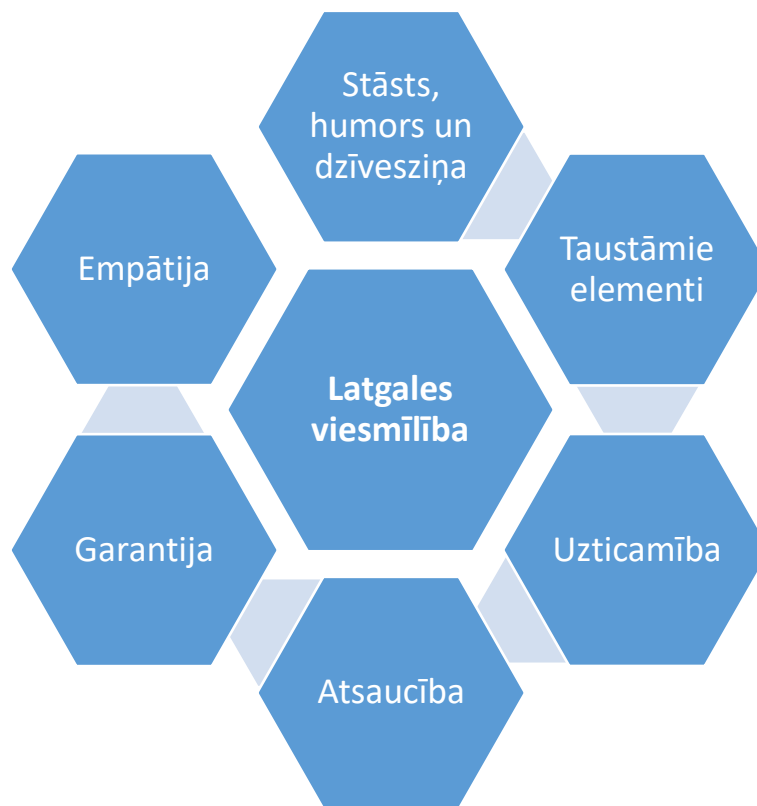 Stāsts,
humors un
dzīvesziņa
Taustāmie
elementi
Empātija
Latgales
viesmīlība
Uzticamība
Garantija
Atsaucība